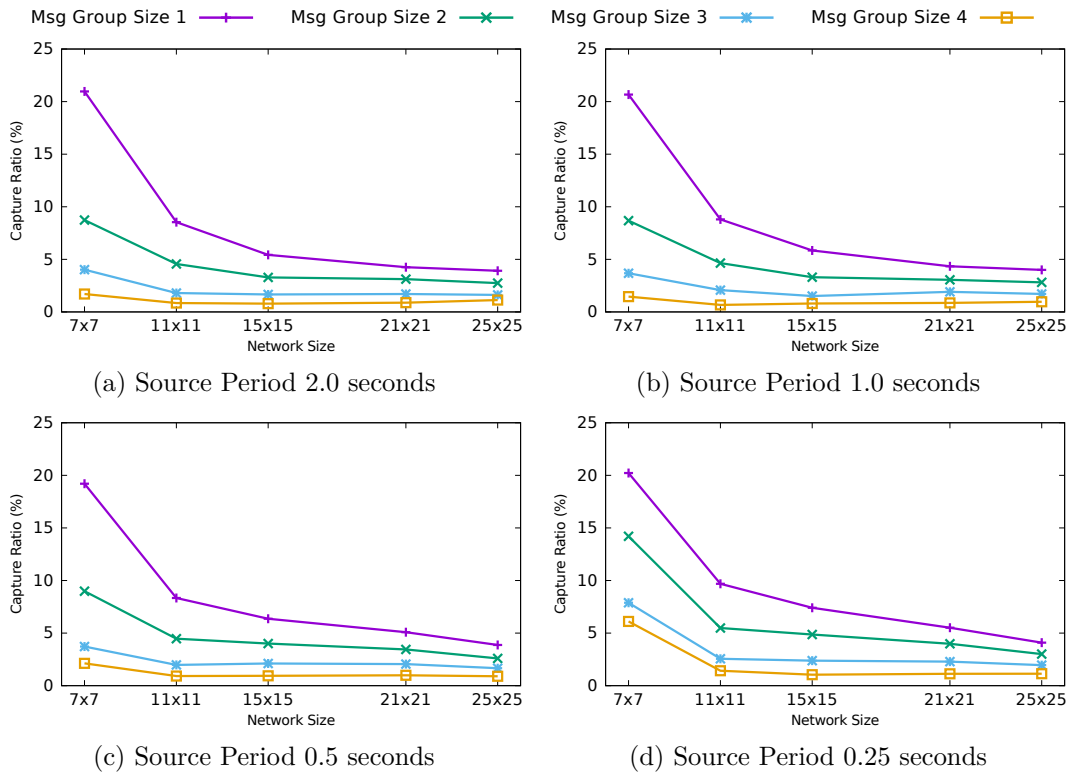 Msg Group Size 1 Msg Group Size 2 Msg Group Size 3 Msg Group Size 4
25
20
15
10
5
0
Capture Ratio (%)
7x7 11x11 15x15 21x21 25x25
Network Size
(a) Source Period 2.0 seconds
25
20
15
10
5
0
Capture Ratio (%)
7x7 11x11 15x15 21x21 25x25
Network Size
(b) Source Period 1.0 seconds
25
20
15
10
5
0
Capture Ratio (%)
7x7 11x11 15x15 21x21 25x25
Network Size
(c) Source Period 0.5 seconds
25
20
15
10
5
0
Capture Ratio (%)
7x7 11x11 15x15 21x21 25x25
Network Size
(d) Source Period 0.25 seconds